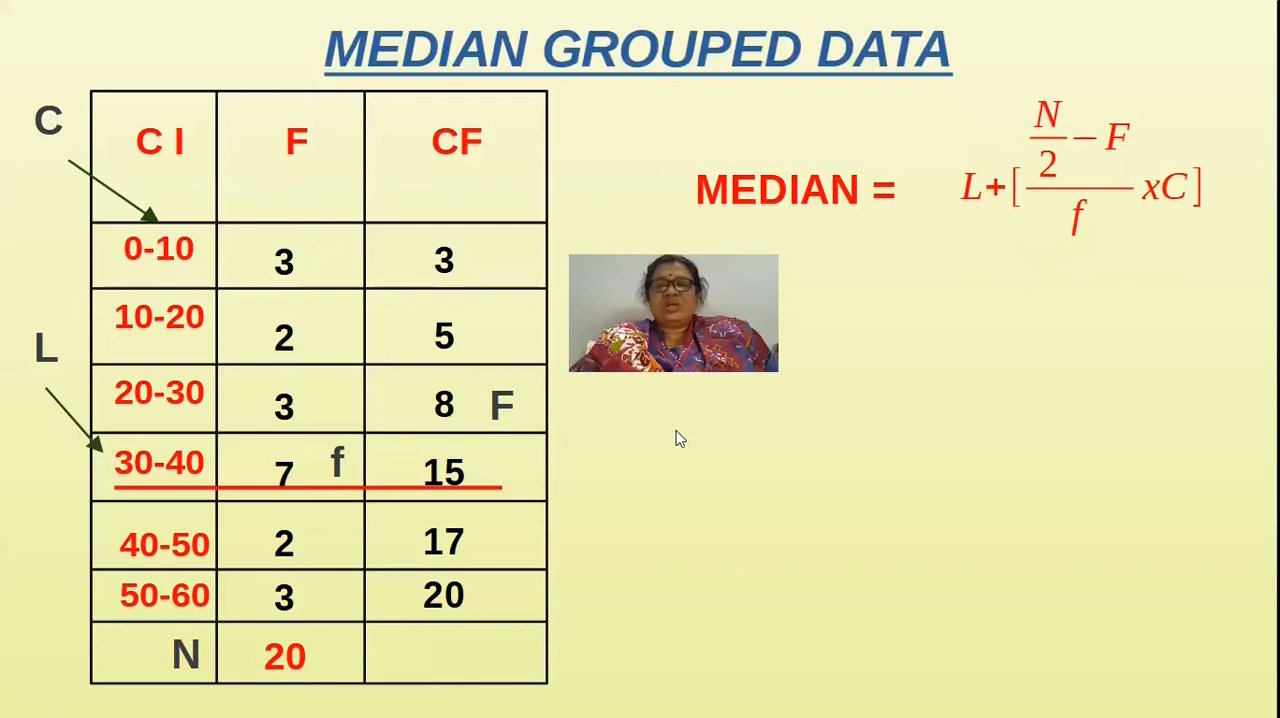 MEDIAN GROUPED DATA
C
C I F CF
0-10 3 3
10-20 2 5
L
20-30 3 8 F
30-40 7 f 15
40-50 2 17
50-60 3 20
N 20
MEDIAN = L+[ (N/2 − F)/f xC ]